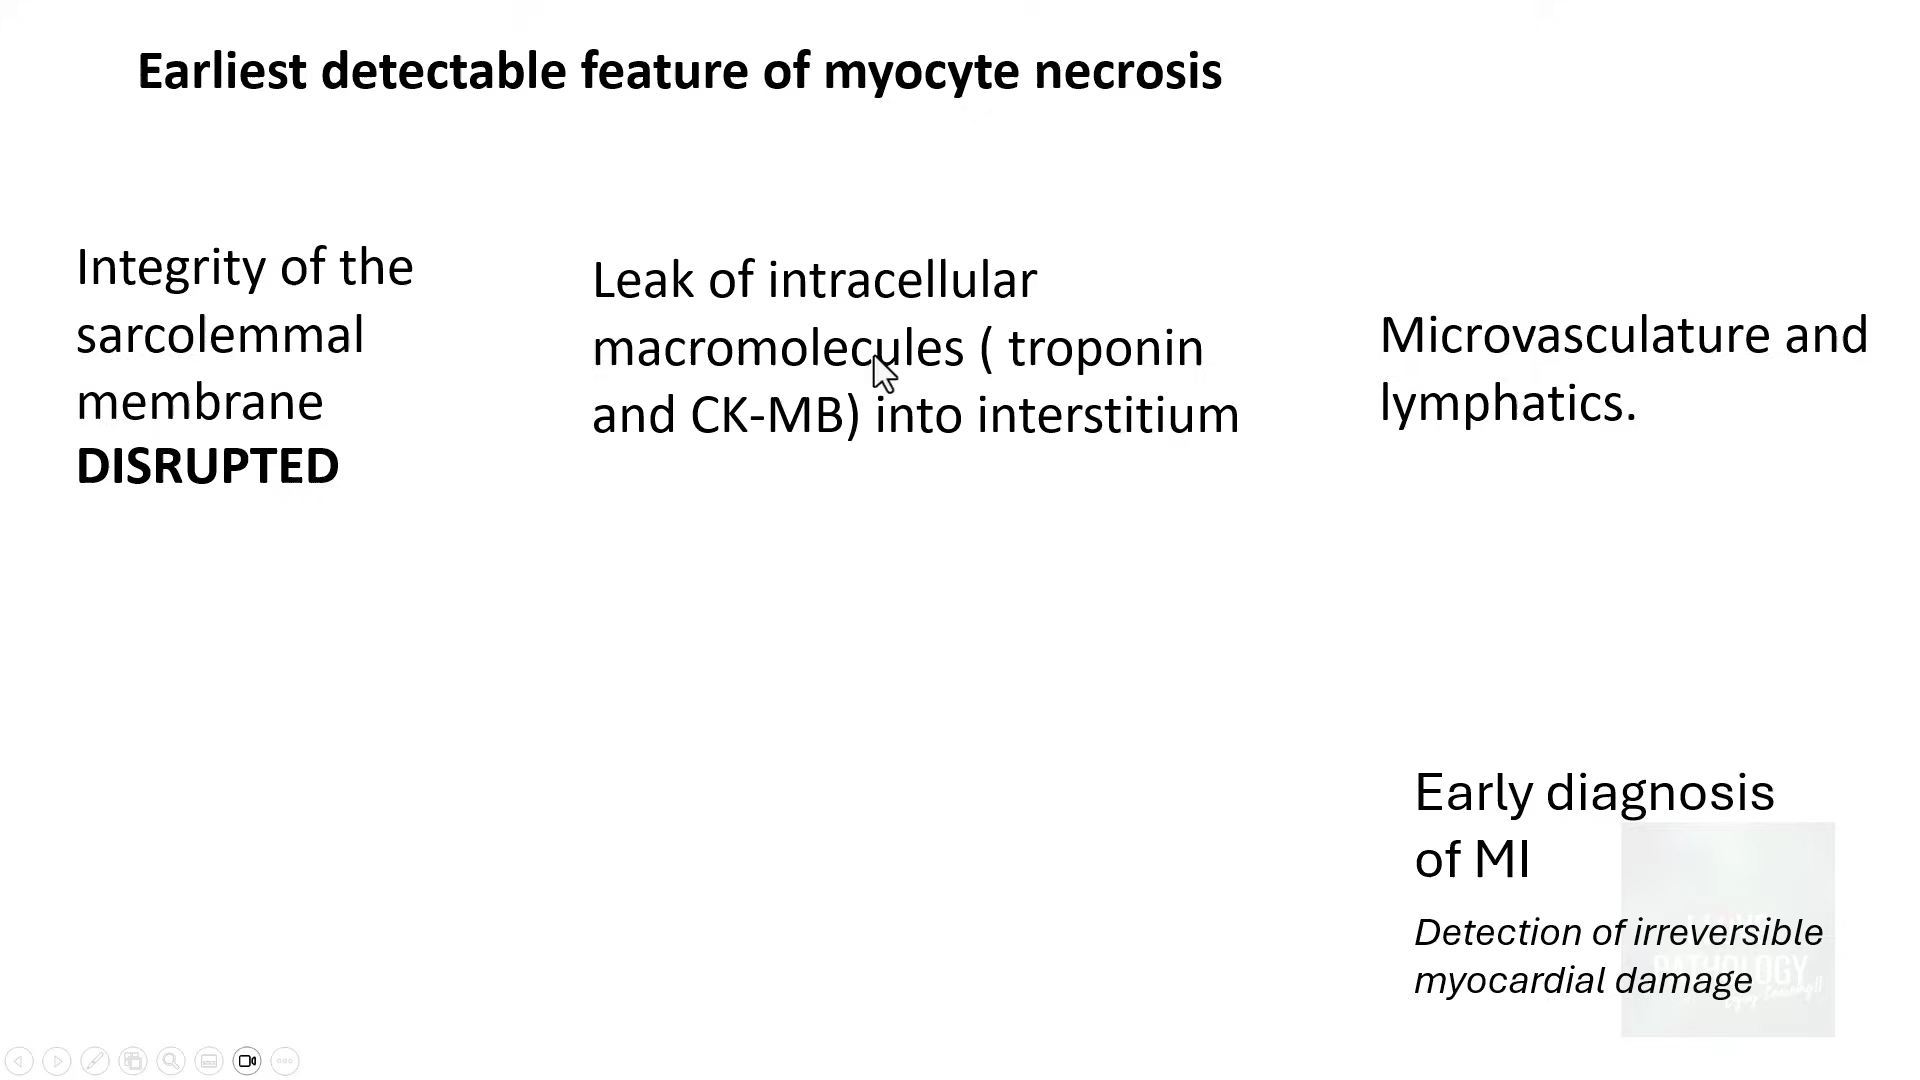 Earliest detectable feature of myocyte necrosis
Integrity of the
sarcolemmal
membrane
DISRUPTED
Leak of intracellular
macromolecules ( troponin
and CK-MB) into interstitium
Microvasculature and
lymphatics.
Early diagnosis
of MI
Detection of irreversible
myocardial damage
PATHOLOGY